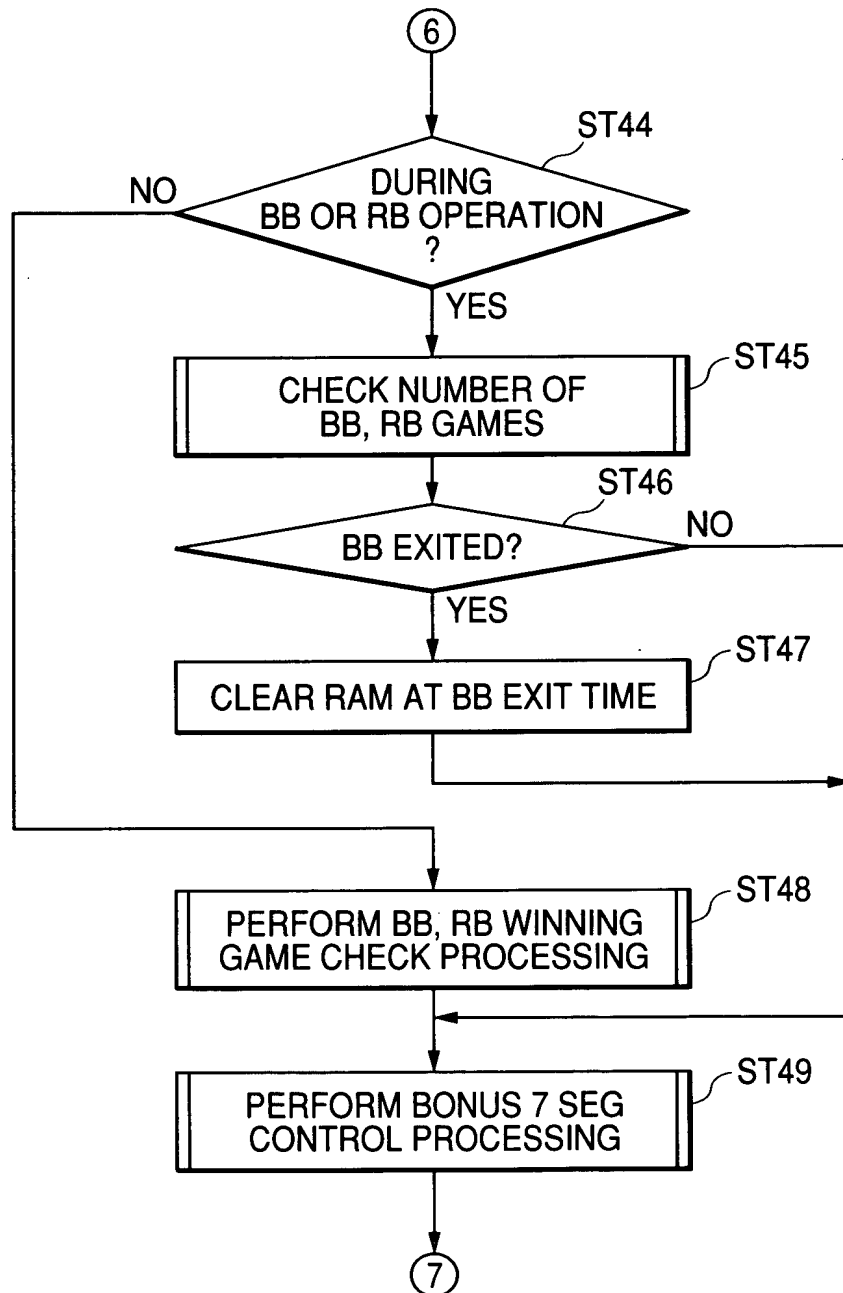 6
ST44
NO
DURING
BB OR RB OPERATION
?
YES
ST45
CHECK NUMBER OF
BB, RB GAMES
ST46
BB EXITED?
NO
YES
ST47
CLEAR RAM AT BB EXIT TIME
ST48
PERFORM BB, RB WINNING
GAME CHECK PROCESSING
ST49
PERFORM BONUS 7 SEG
CONTROL PROCESSING
7